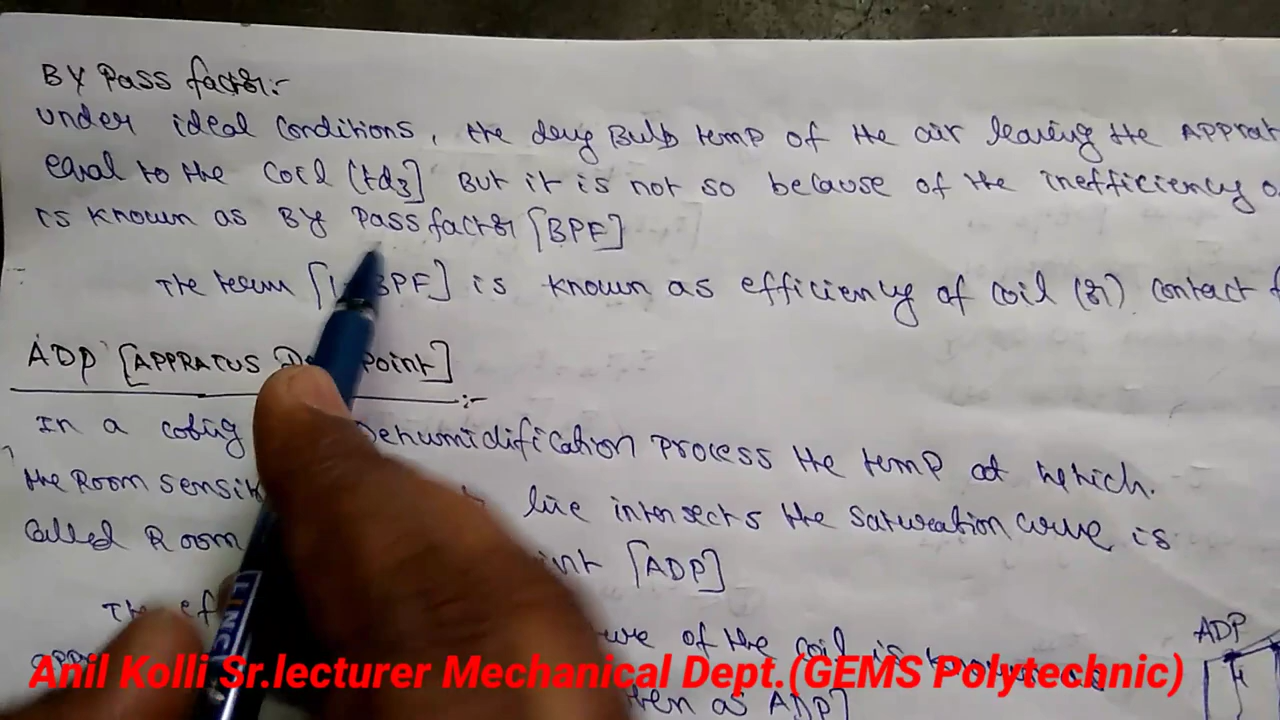 By Pass factor:-
under ideal conditions, the dry Bulb temp of the air leaving the APPRAT
equal to the coil [td3] But it is not so because of the inefficiency o
is known as By Pass factor [BPF]
The term BPF] is known as efficiency of coil (or) contact f
ADP [APPRATUS Point]
In a Dehumidification process the temp at which.
the Room line intersects the saturation curve is
called Room [ADP]
The ef of the coil is
as ADP]
ADP
Anil Kolli Sr.lecturer Mechanical Dept.(GEMS Polytechnic)
LINC